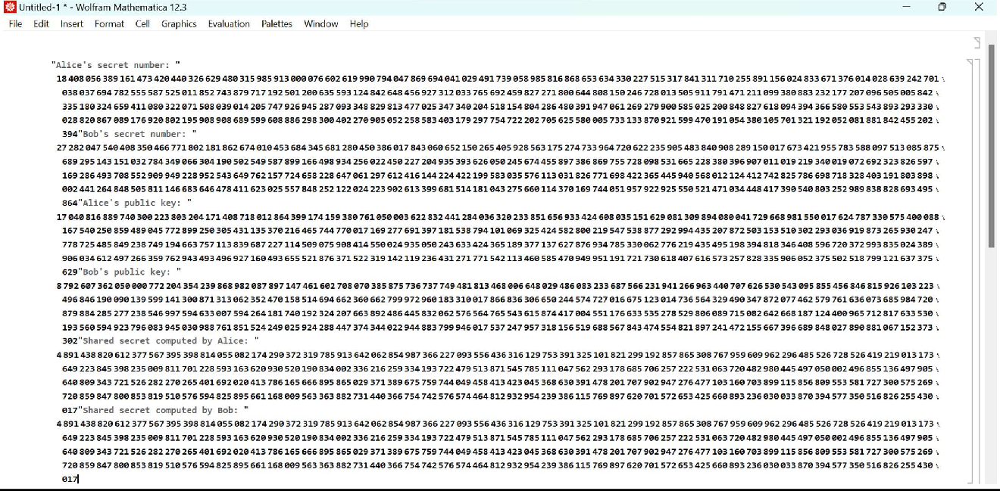 Untitled-1 * - Wolfram Mathematica 12.3
File Edit Insert Format Cell Graphics Evaluation Palettes Window Help
"Alice's secret number: "
18 408 056 389 161 473 420 440 326 629 480 315 985 913 000 076 602 619 990 794 047 869 694 041 029 491 739 058 985 816 868 653 634 330 227 515 317 841 311 710 255 891 156 024 833 671 376 014 028 639 242 701 \
038 037 694 782 555 587 525 011 852 743 879 717 192 501 200 635 593 124 842 648 456 927 312 033 765 692 459 827 271 800 644 808 150 246 728 013 505 911 791 471 211 099 380 883 232 177 207 096 505 005 842 \
335 180 324 659 411 080 322 071 508 039 014 205 747 926 945 287 093 348 829 813 477 025 347 340 204 518 154 804 286 480 391 947 061 269 279 900 585 025 200 848 827 618 094 394 366 580 553 543 893 293 330 \
028 820 867 089 176 920 802 195 908 908 689 599 608 886 298 300 402 270 905 052 258 583 403 179 297 754 722 202 705 625 580 005 733 133 870 921 599 470 191 054 380 105 701 321 192 052 081 881 842 455 202 \
394"Bob's secret number: "
27 282 047 540 408 350 466 771 802 181 862 674 010 453 684 345 681 280 450 386 017 843 060 652 150 265 405 928 563 175 274 733 964 720 622 235 905 483 840 908 289 150 017 673 421 955 783 588 097 513 085 875 \
689 295 143 151 032 784 349 066 304 190 502 549 587 899 166 498 934 256 022 450 227 204 935 393 626 050 245 674 455 897 386 869 755 728 098 531 665 228 380 396 907 011 019 219 340 019 072 692 323 826 597 \
169 286 493 708 552 909 949 228 952 543 649 762 157 724 658 228 647 061 297 612 416 144 224 422 199 583 035 576 113 031 826 771 698 422 365 445 940 568 012 124 412 742 825 786 698 718 328 403 191 803 898 \
002 441 264 848 505 811 146 683 646 478 411 623 025 557 848 252 122 024 223 902 613 399 681 514 181 043 275 660 114 370 169 744 051 957 922 925 550 521 471 034 448 417 390 540 803 252 989 838 828 693 495 \
864"Alice's public key: "
17 040 816 889 740 300 223 803 204 171 408 718 012 864 399 174 159 380 761 050 003 622 832 441 284 036 320 233 851 656 933 424 608 035 151 629 081 309 894 080 041 729 668 981 550 017 624 787 330 575 400 088 \
167 540 250 859 489 045 772 899 250 305 431 135 370 216 465 744 770 017 169 277 691 397 181 538 794 101 069 325 424 582 800 219 547 538 877 292 994 435 207 872 503 153 510 302 293 036 919 873 265 930 247 \
778 725 485 849 238 749 194 663 757 113 839 687 227 114 509 075 908 414 550 024 935 050 243 633 424 365 189 377 137 627 876 934 785 330 062 776 219 435 495 198 394 818 346 408 596 720 372 993 835 024 389 \
906 034 612 497 266 359 762 943 493 496 927 160 493 655 521 876 371 522 319 142 119 236 431 271 771 542 113 460 585 470 949 951 191 721 730 618 407 616 573 257 828 335 906 052 375 502 518 799 121 637 375 \
629"Bob's public key: "
8 792 607 362 050 000 772 204 354 239 868 982 087 897 147 461 602 708 070 385 875 736 737 749 481 813 468 006 648 029 486 083 233 687 566 231 941 266 963 440 707 626 530 543 095 855 456 846 815 926 103 223 \
496 846 190 090 139 599 141 300 871 313 062 352 470 158 514 694 662 360 662 799 972 960 183 310 017 866 836 306 650 244 574 727 016 675 123 014 736 564 329 490 347 872 077 462 579 761 636 073 685 984 720 \
879 884 285 277 238 546 997 594 633 007 594 264 181 740 192 324 207 663 892 486 445 832 062 576 564 765 543 615 874 417 004 551 176 633 535 278 529 806 089 715 082 642 668 187 124 400 965 712 817 633 530 \
193 560 594 923 796 083 945 030 988 761 851 524 249 025 924 288 447 374 344 022 944 883 799 946 017 537 247 957 318 156 519 688 567 843 474 554 821 897 241 472 155 667 396 689 848 027 890 881 067 152 373 \
302"Shared secret computed by Alice: "
4 891 438 820 612 377 567 395 398 814 055 082 174 290 372 319 785 913 642 062 854 987 366 227 093 556 436 316 129 753 391 325 101 821 299 192 857 865 308 767 959 609 962 296 485 526 728 526 419 219 013 173 \
649 223 845 398 235 009 811 701 228 593 163 620 930 520 190 834 002 336 216 259 334 193 722 479 513 871 545 785 111 047 562 293 178 685 706 257 222 531 063 720 482 980 445 497 050 002 496 855 136 497 905 \
640 809 343 721 526 282 270 265 401 692 020 413 786 165 666 895 865 029 371 389 675 759 744 049 458 413 423 045 368 630 391 478 201 707 902 947 276 477 103 160 703 899 115 856 809 553 581 727 300 575 269 \
720 859 847 800 853 819 510 576 594 825 895 661 168 009 563 363 882 731 440 366 754 742 576 574 464 812 932 954 239 386 115 769 897 620 701 572 653 425 660 893 236 030 033 870 394 577 350 516 826 255 430 \
017"Shared secret computed by Bob: "
4 891 438 820 612 377 567 395 398 814 055 082 174 290 372 319 785 913 642 062 854 987 366 227 093 556 436 316 129 753 391 325 101 821 299 192 857 865 308 767 959 609 962 296 485 526 728 526 419 219 013 173 \
649 223 845 398 235 009 811 701 228 593 163 620 930 520 190 834 002 336 216 259 334 193 722 479 513 871 545 785 111 047 562 293 178 685 706 257 222 531 063 720 482 980 445 497 050 002 496 855 136 497 905 \
640 809 343 721 526 282 270 265 401 692 020 413 786 165 666 895 865 029 371 389 675 759 744 049 458 413 423 045 368 630 391 478 201 707 902 947 276 477 103 160 703 899 115 856 809 553 581 727 300 575 269 \
720 859 847 800 853 819 510 576 594 825 895 661 168 009 563 363 882 731 440 366 754 742 576 574 464 812 932 954 239 386 115 769 897 620 701 572 653 425 660 893 236 030 033 870 394 577 350 516 826 255 430 \
017